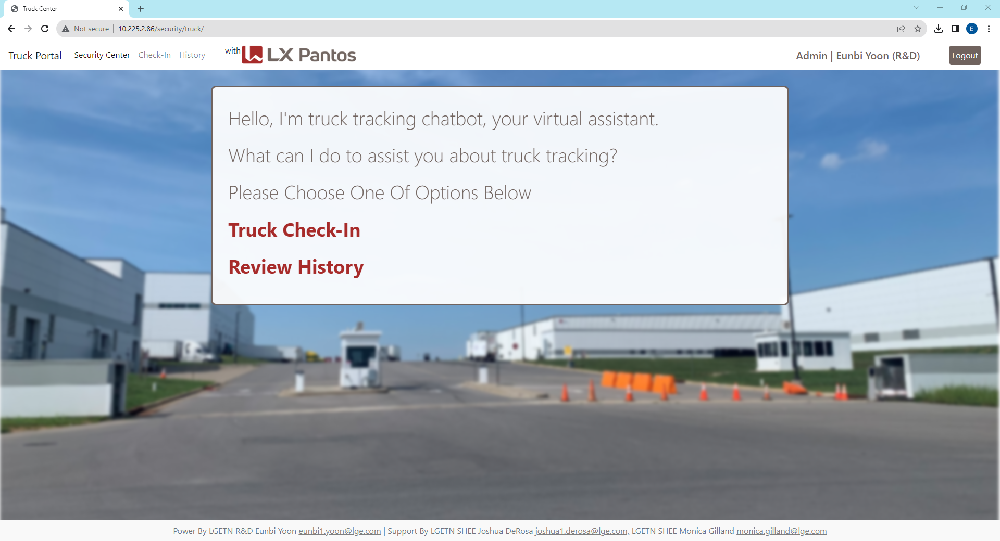 Truck Center
Not secure
10.225.2.86/security/truck/
E
Truck Portal
Security Center
Check-In
History
with
LX Pantos
Admin | Eunbi Yoon (R&D)
Logout
Hello, I'm truck tracking chatbot, your virtual assistant.
What can I do to assist you about truck tracking?
Please Choose One Of Options Below
Truck Check-In
Review History
Power By LGETN R&D Eunbi Yoon eunbi1.yoon@lge.com | Support By LGETN SHEE Joshua DeRosa joshua1.derosa@lge.com, LGETN SHEE Monica Gilland monica.gilland@lge.com